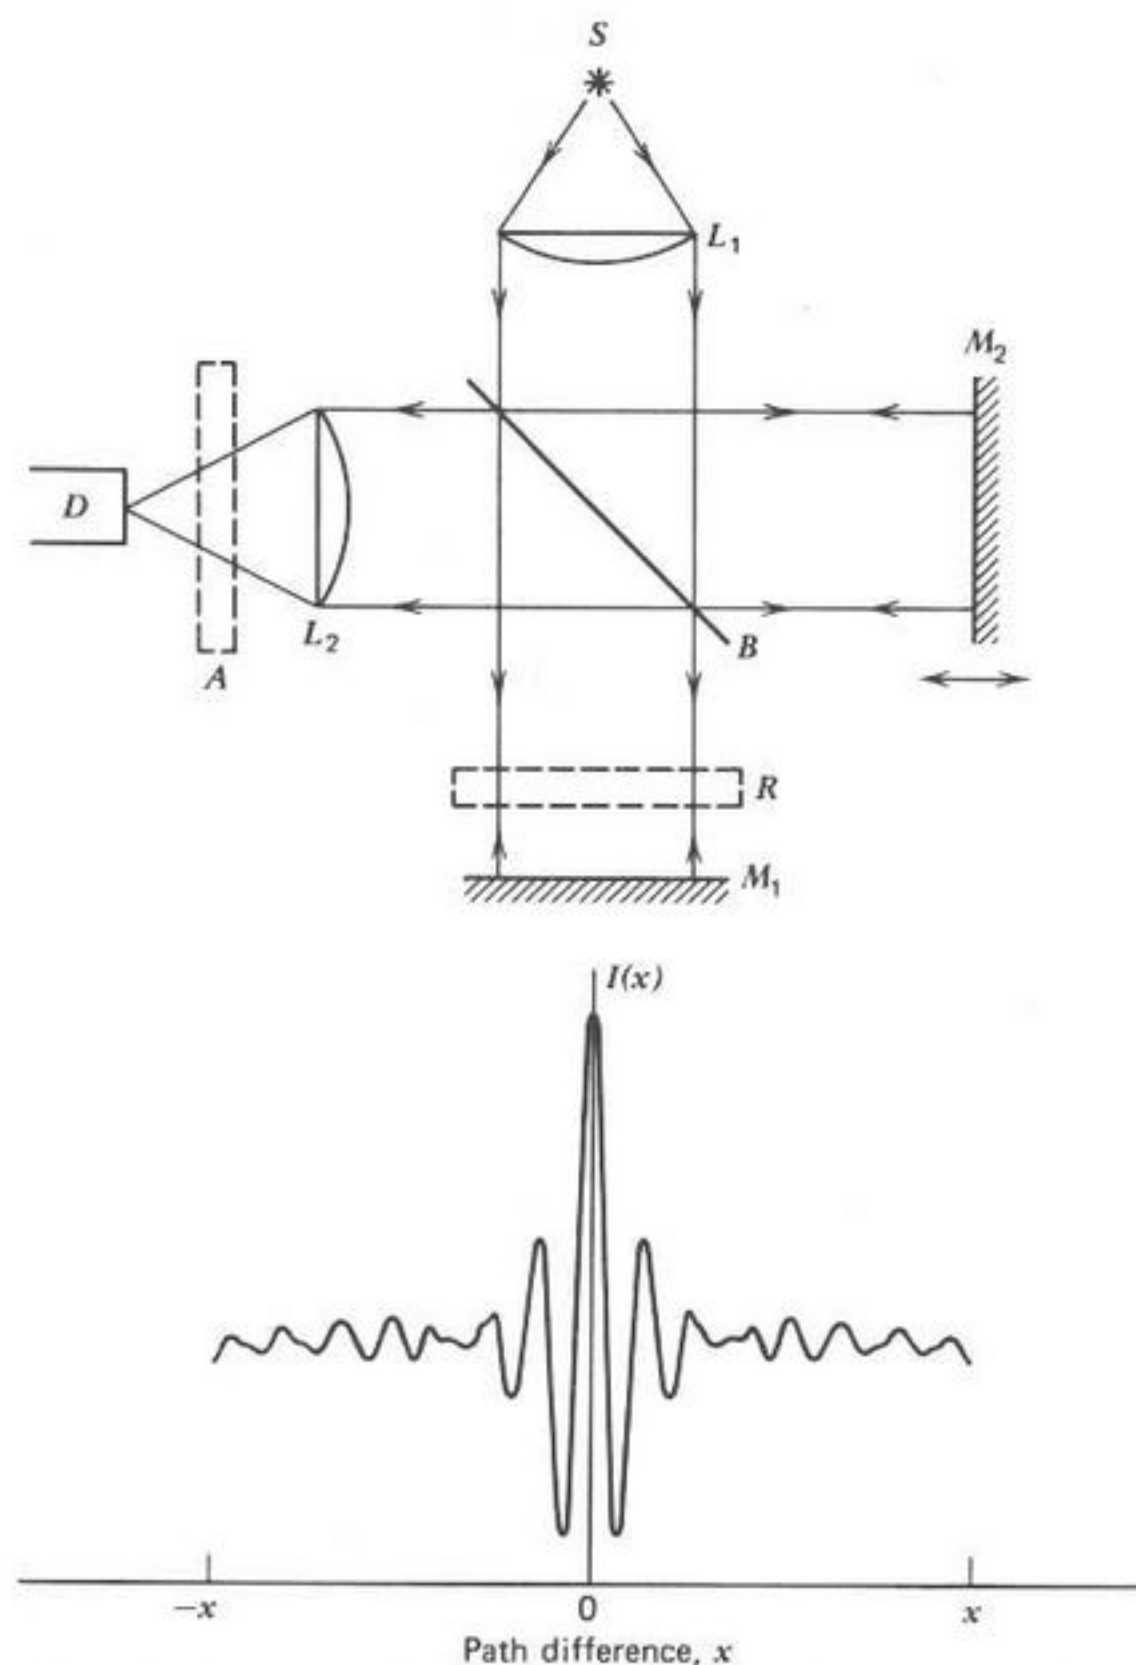 S
L₁
M₂
D
L₂
A
B
R
M₁
I(x)
−x
0
x
Path difference, x